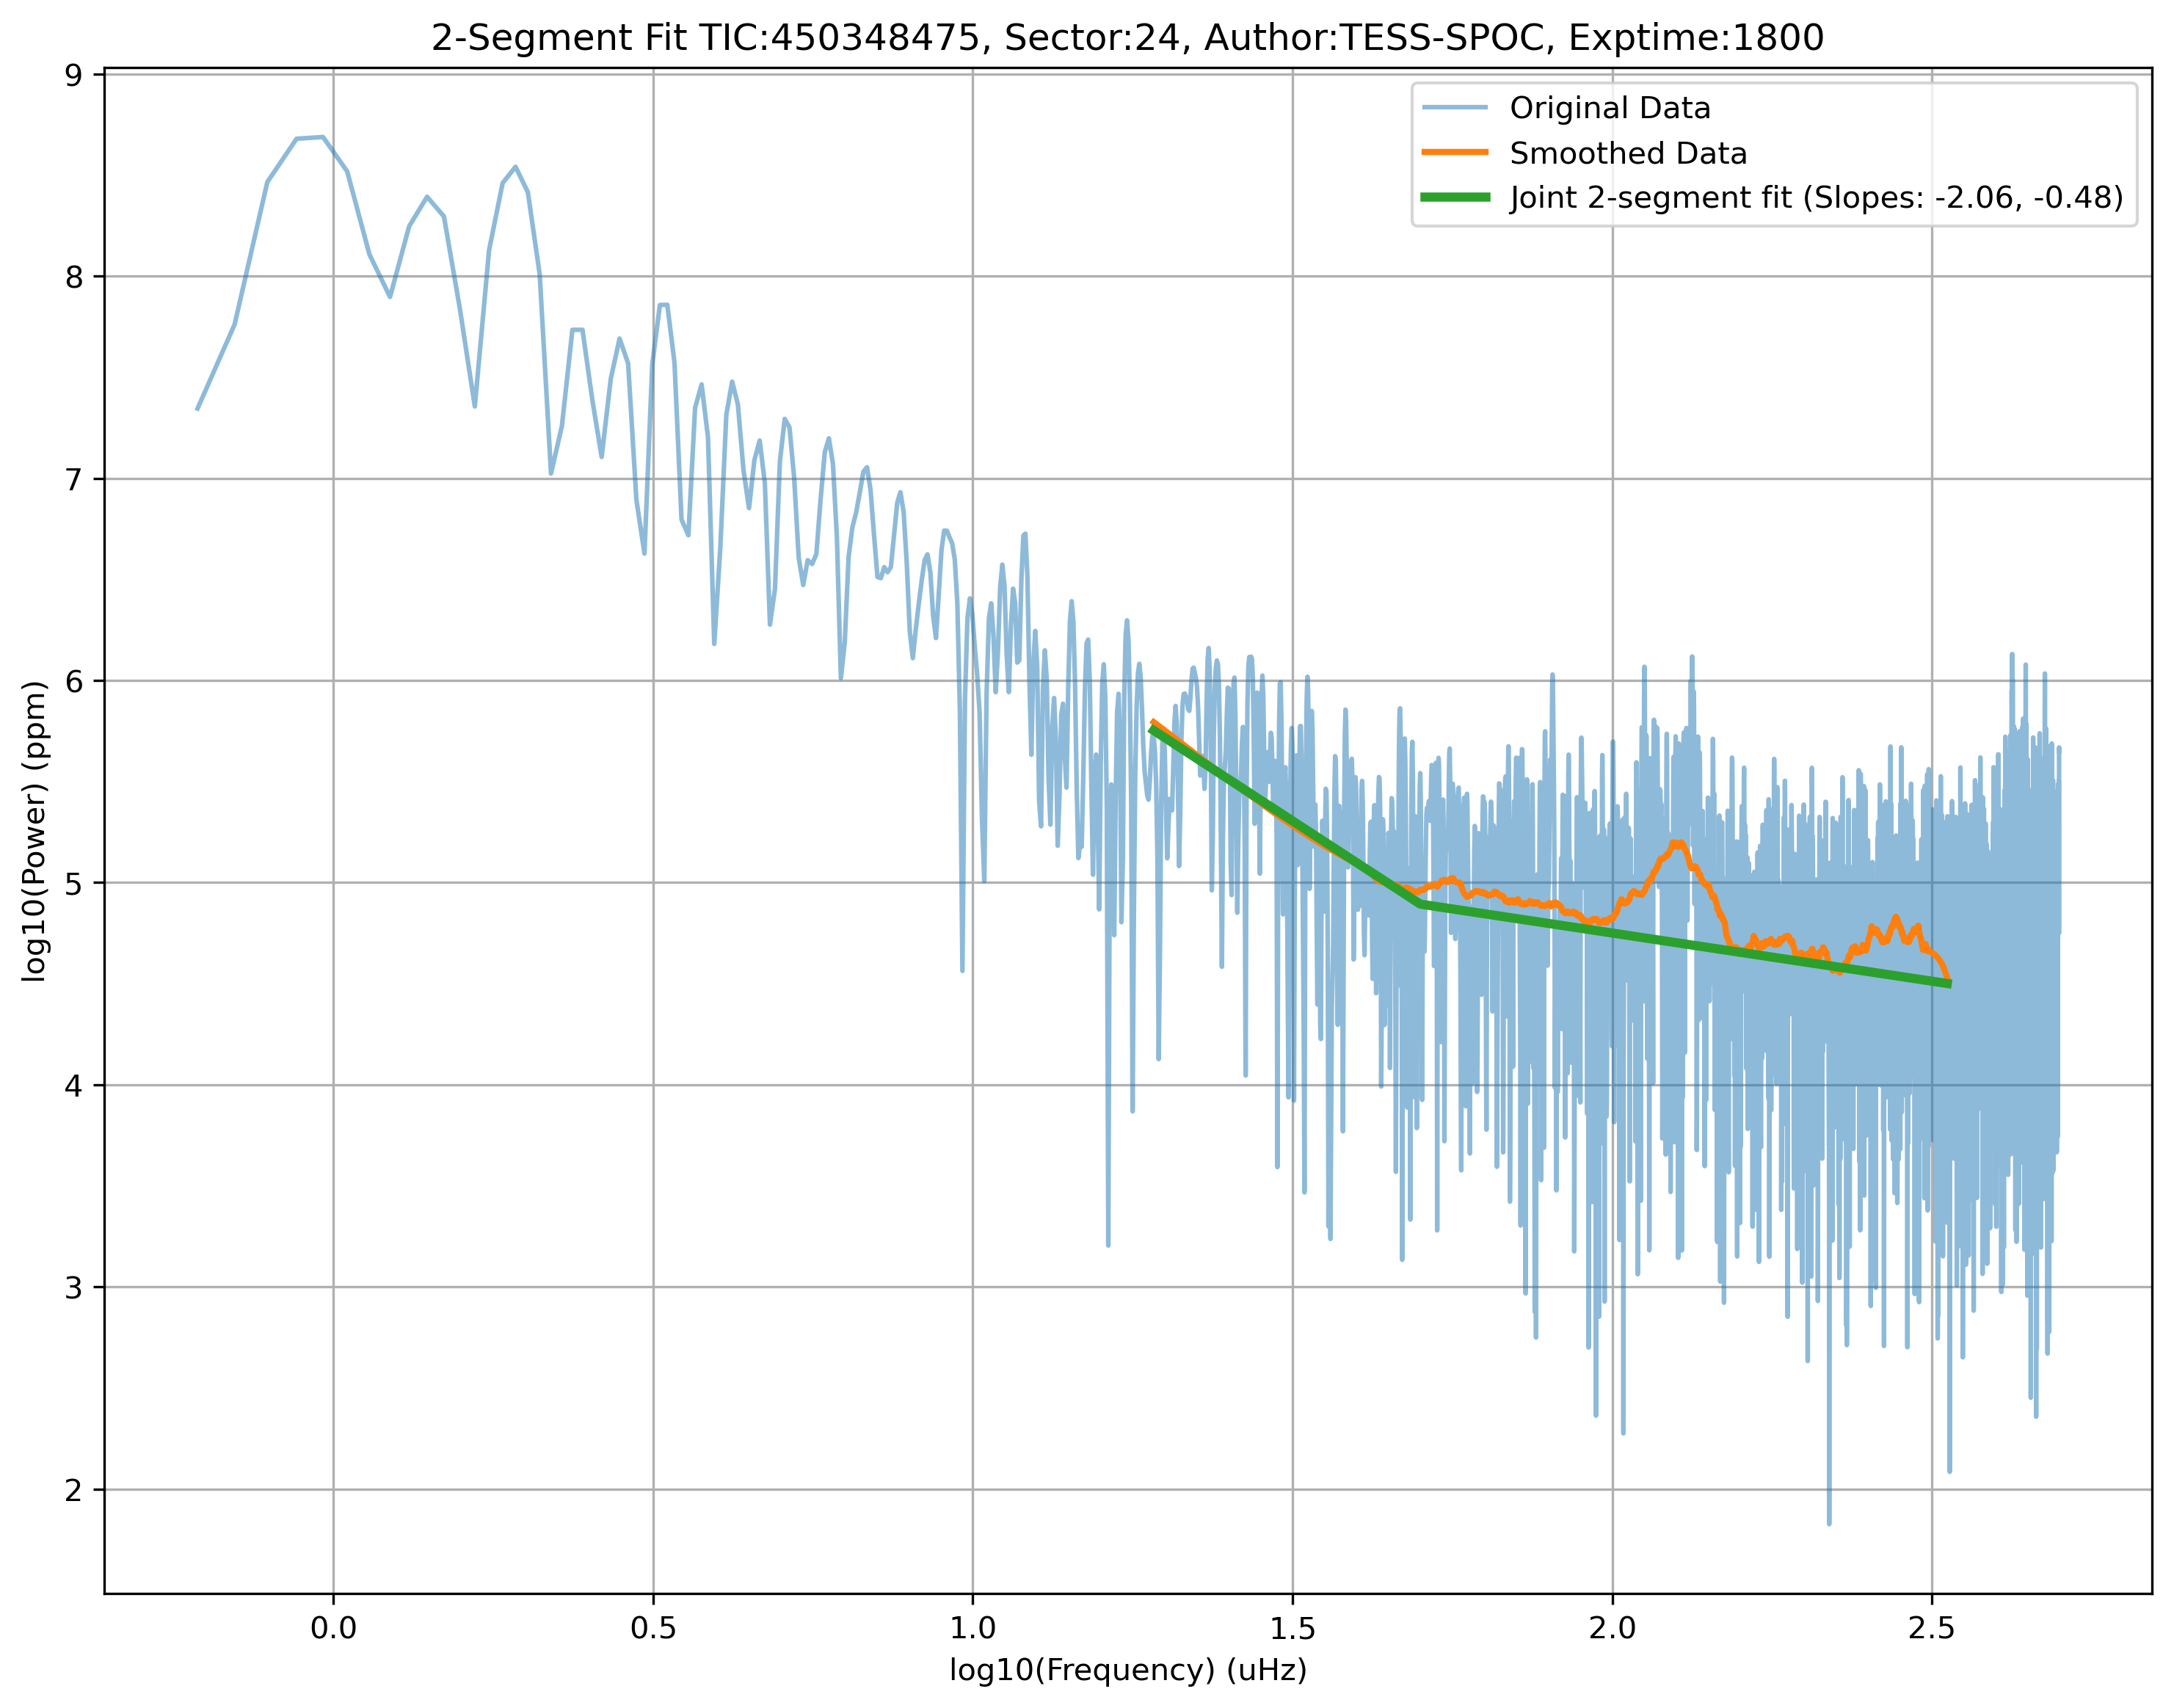 2-Segment Fit TIC:450348475, Sector:24, Author:TESS-SPOC, Exptime:1800
Original Data
Smoothed Data
Joint 2-segment fit (Slopes: -2.06, -0.48)
log10(Power) (ppm)
9
8
7
6
5
4
3
2
0.0 0.5 1.0 1.5 2.0 2.5
log10(Frequency) (uHz)